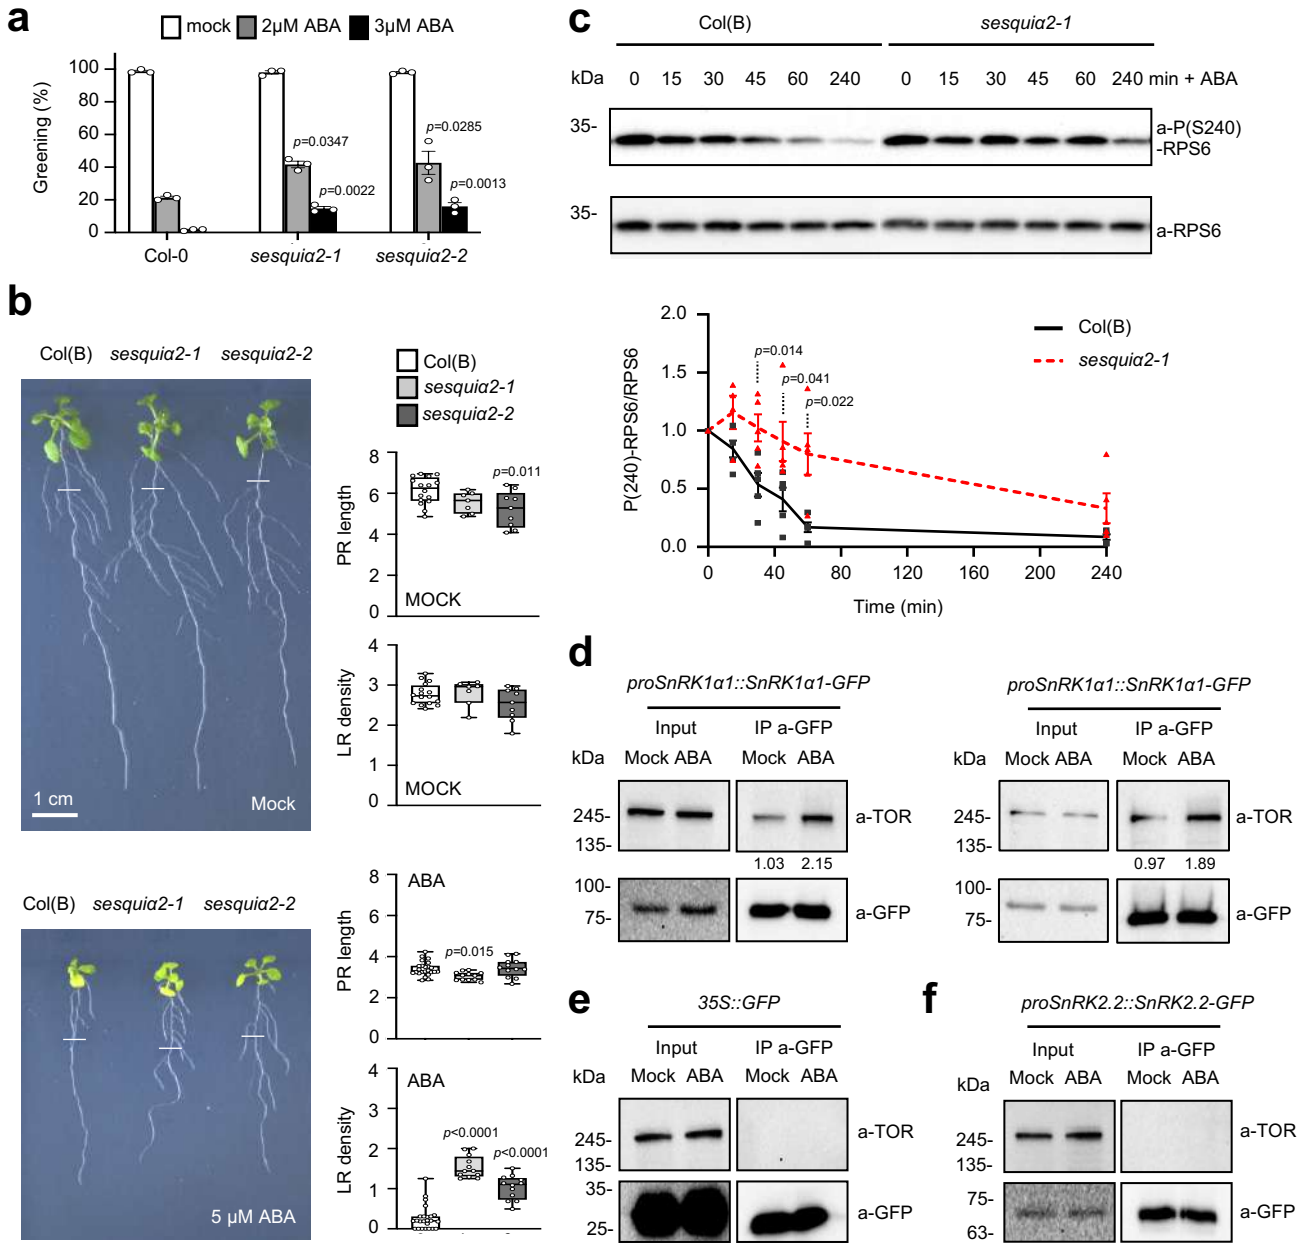 a
mock 2µM ABA 3µM ABA
Greening (%)
100
80
60
40
20
0
p=0.0347
p=0.0022
p=0.0285
p=0.0013
Col-0 sesquiα2-1 sesquiα2-2
b
Col(B) sesquiα2-1 sesquiα2-2
1 cm
Mock
Col(B)
sesquiα2-1
sesquiα2-2
PR length
8
6
4
2
0
p=0.011
MOCK
LR density
4
3
2
1
0
MOCK
Col(B) sesquiα2-1 sesquiα2-2
5 µM ABA
PR length
8
6
4
2
0
ABA
p=0.015
LR density
4
3
2
1
0
ABA
p<0.0001
p<0.0001
c
Col(B) sesquiα2-1
kDa 0 15 30 45 60 240 0 15 30 45 60 240 min + ABA
35-
a-P(S240)
-RPS6
35-
a-RPS6
P(240)-RPS6/RPS6
2.0
1.5
1.0
0.5
0.0
Col(B)
sesquiα2-1
p=0.014
p=0.041
p=0.022
0 40 80 120 160 200 240
Time (min)
d
proSnRK1α1::SnRK1α1-GFP
Input IP a-GFP
kDa Mock ABA Mock ABA
245-
135-
a-TOR
1.03 2.15
100-
75-
a-GFP
proSnRK1α1::SnRK1α1-GFP
Input IP a-GFP
kDa Mock ABA Mock ABA
245-
135-
a-TOR
0.97 1.89
100-
75-
a-GFP
e
35S::GFP
Input IP a-GFP
kDa Mock ABA Mock ABA
245-
135-
a-TOR
35-
25-
a-GFP
f
proSnRK2.2::SnRK2.2-GFP
Input IP a-GFP
kDa Mock ABA Mock ABA
245-
135-
a-TOR
75-
63-
a-GFP